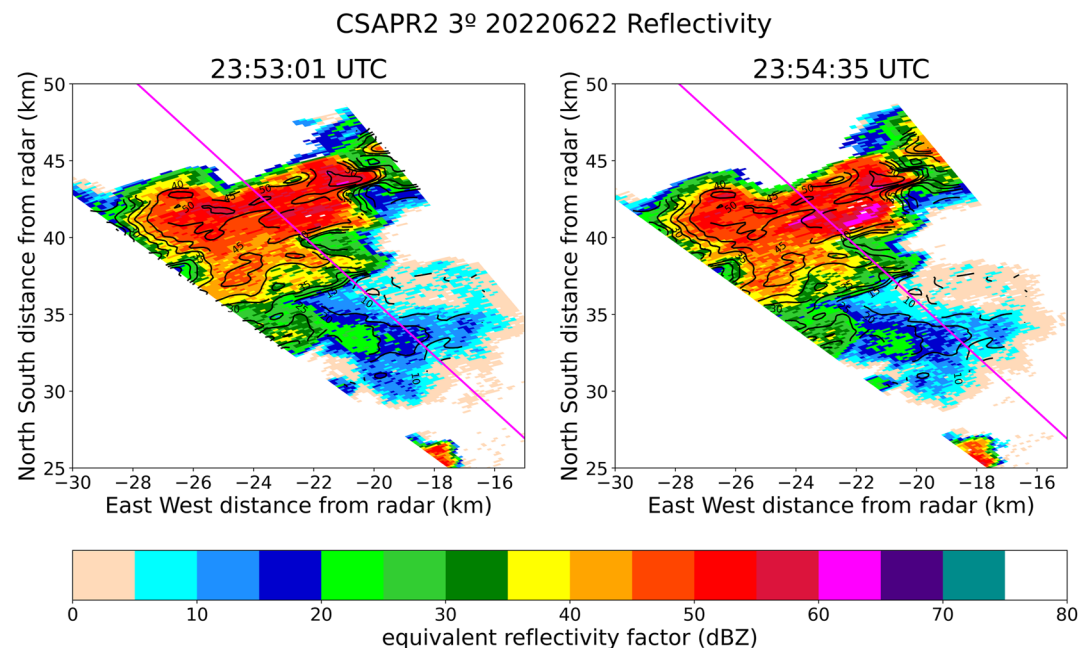 CSAPR2 3º 20220622 Reflectivity
23:53:01 UTC
23:54:35 UTC
North South distance from radar (km)
50
45
40
35
30
25
−30 −28 −26 −24 −22 −20 −18 −16
East West distance from radar (km)
North South distance from radar (km)
50
45
40
35
30
25
−30 −28 −26 −24 −22 −20 −18 −16
East West distance from radar (km)
0 10 20 30 40 50 60 70 80
equivalent reflectivity factor (dBZ)